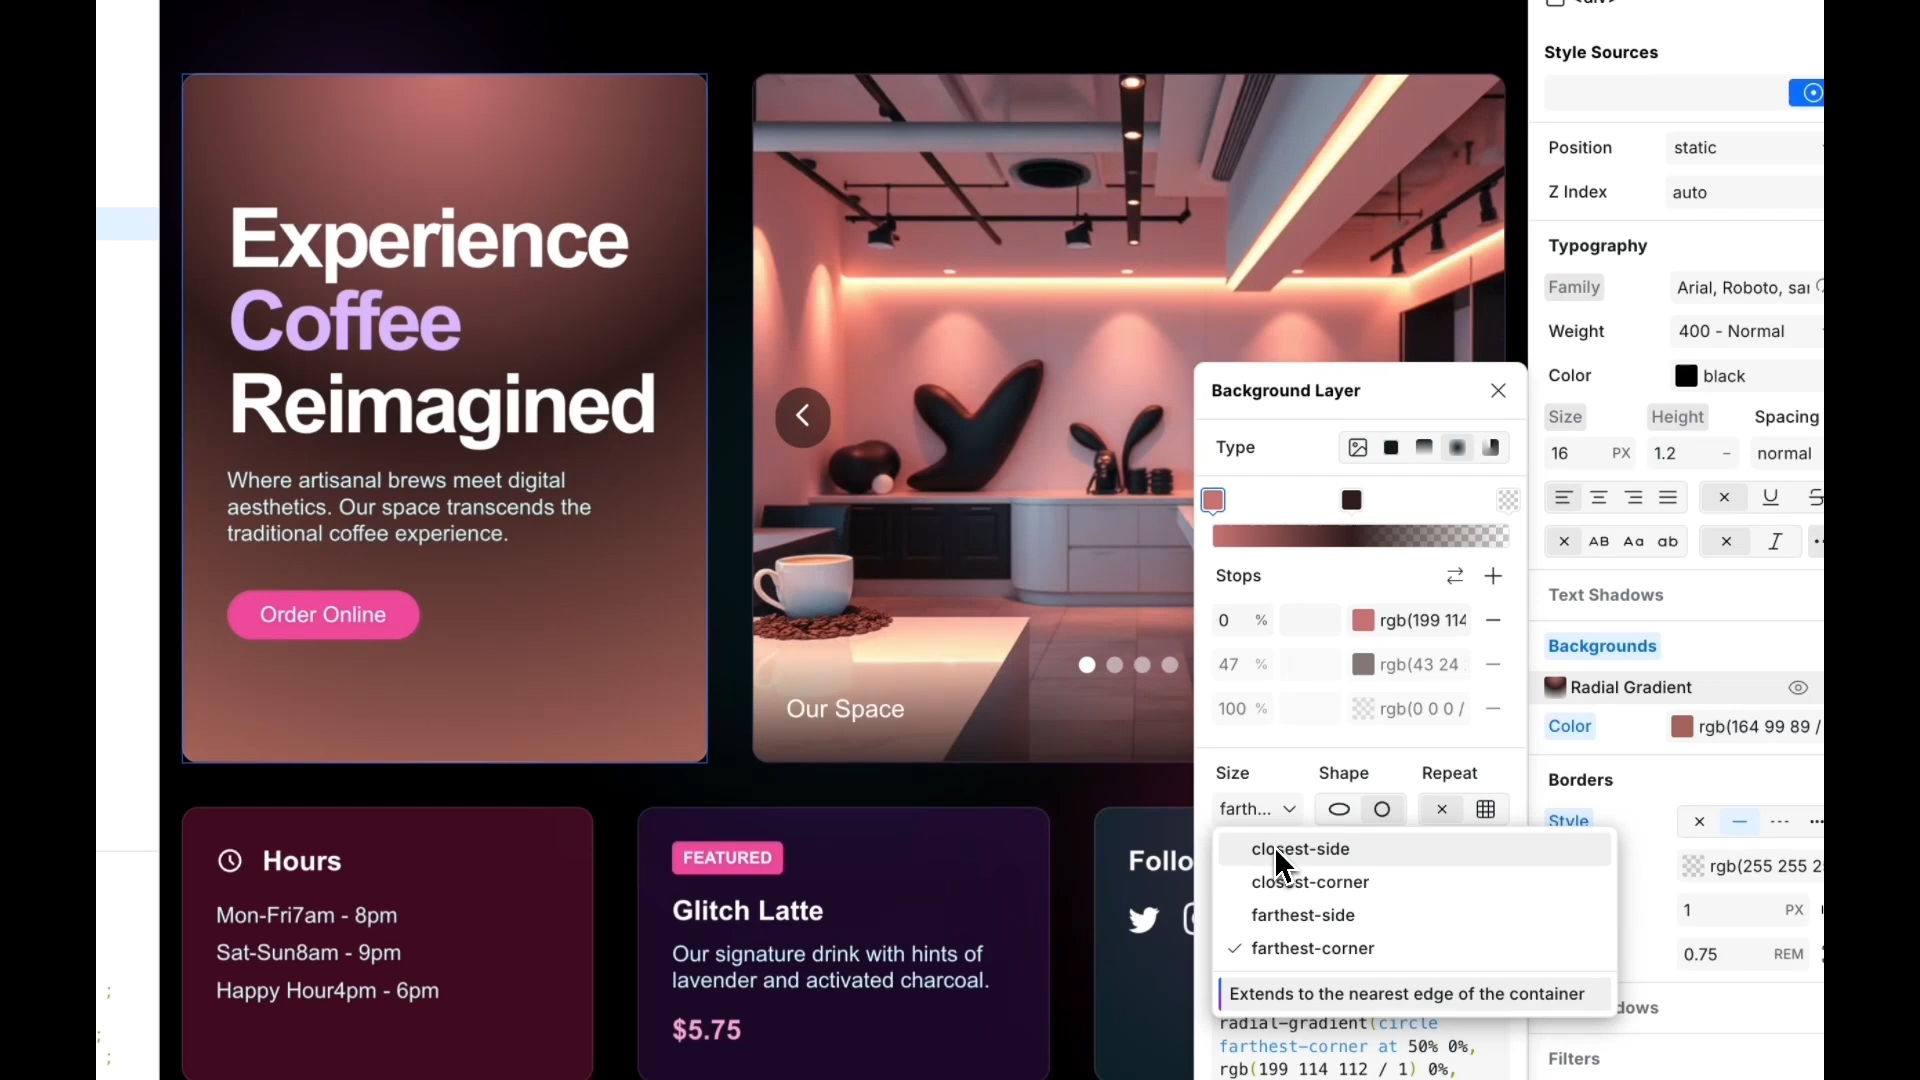 Style Sources
Position
static
Z Index
auto
Typography
Family
Arial, Roboto, sar
Weight
400 - Normal
Color
black
Size
Height
Spacing
16
PX
1.2
normal
AB
Aa
ab
I
Text Shadows
Backgrounds
Radial Gradient
Color
rgb(164 99 89 /
Borders
Style
rgb(255 255 2
1
PX
0.75
REM
Filters
Experience
Coffee
Reimagined
Where artisanal brews meet digital
aesthetics. Our space transcends the
traditional coffee experience.
Order Online
Our Space
Hours
Mon-Fri7am - 8pm
Sat-Sun8am - 9pm
Happy Hour4pm - 6pm
FEATURED
Glitch Latte
Our signature drink with hints of
lavender and activated charcoal.
$5.75
Follo
Background Layer
Type
Stops
0 %
rgb(199 114
47 %
rgb(43 24
100 %
rgb(0 0 0 /
Size
Shape
Repeat
farth...
closest-side
closest-corner
farthest-side
farthest-corner
Extends to the nearest edge of the container
radial-gradient(circle
farthest-corner at 50% 0%,
rgb(199 114 112 / 1) 0%,